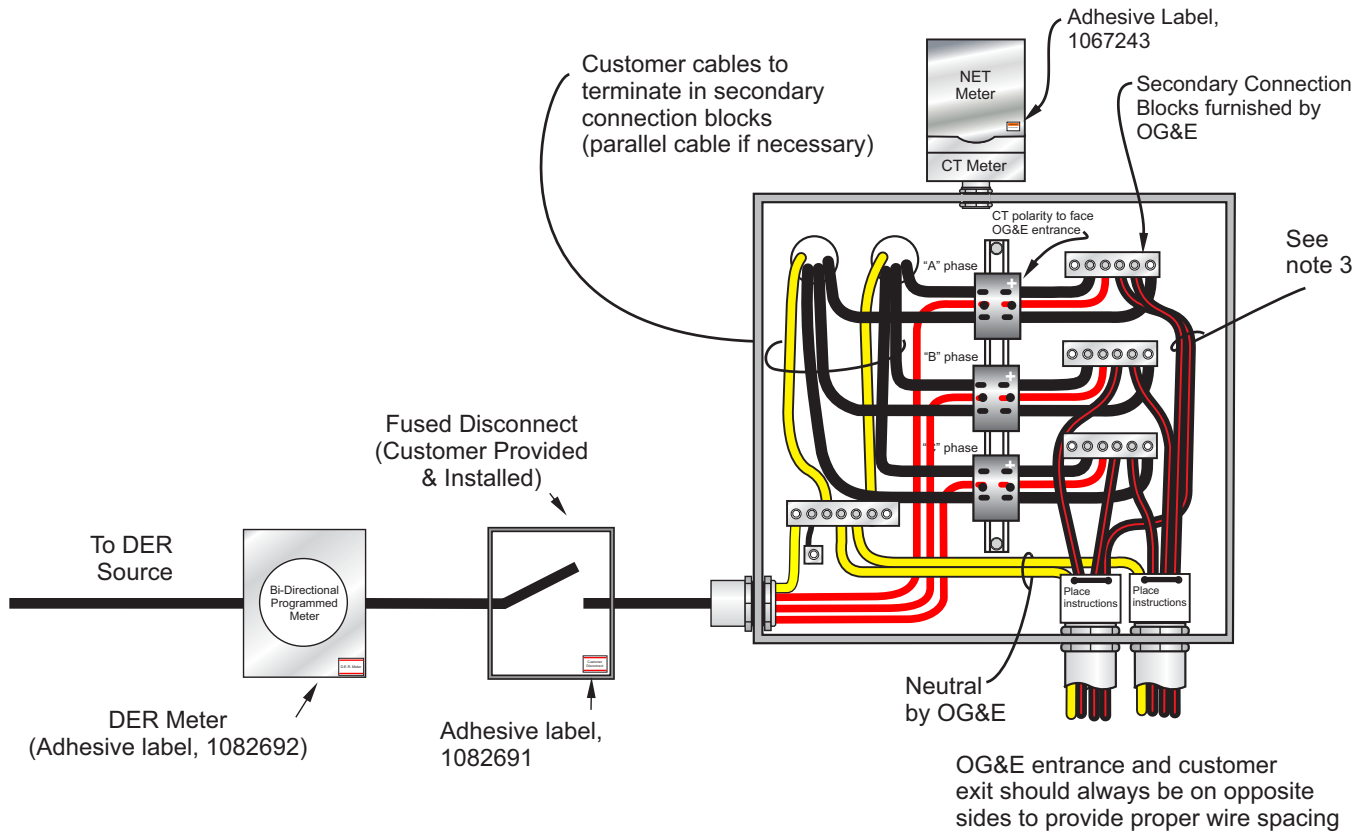 Adhesive Label,
1067243
Customer cables to
terminate in secondary
connection blocks
(parallel cable if necessary)
NET
Meter
CT Meter
Secondary Connection
Blocks furnished by
OG&E
CT polarity to face
OG&E entrance
See
note 3
"A" phase
+
"B" phase
+
"C" phase
+
Fused Disconnect
(Customer Provided
& Installed)
To DER
Source
Bi-Directional
Programmed
Meter
D.E.R. Meter
Customer
Disconnect
Place
instructions
Place
instructions
DER Meter
(Adhesive label, 1082692)
Adhesive label,
1082691
Neutral
by OG&E
OG&E entrance and customer
exit should always be on opposite
sides to provide proper wire spacing